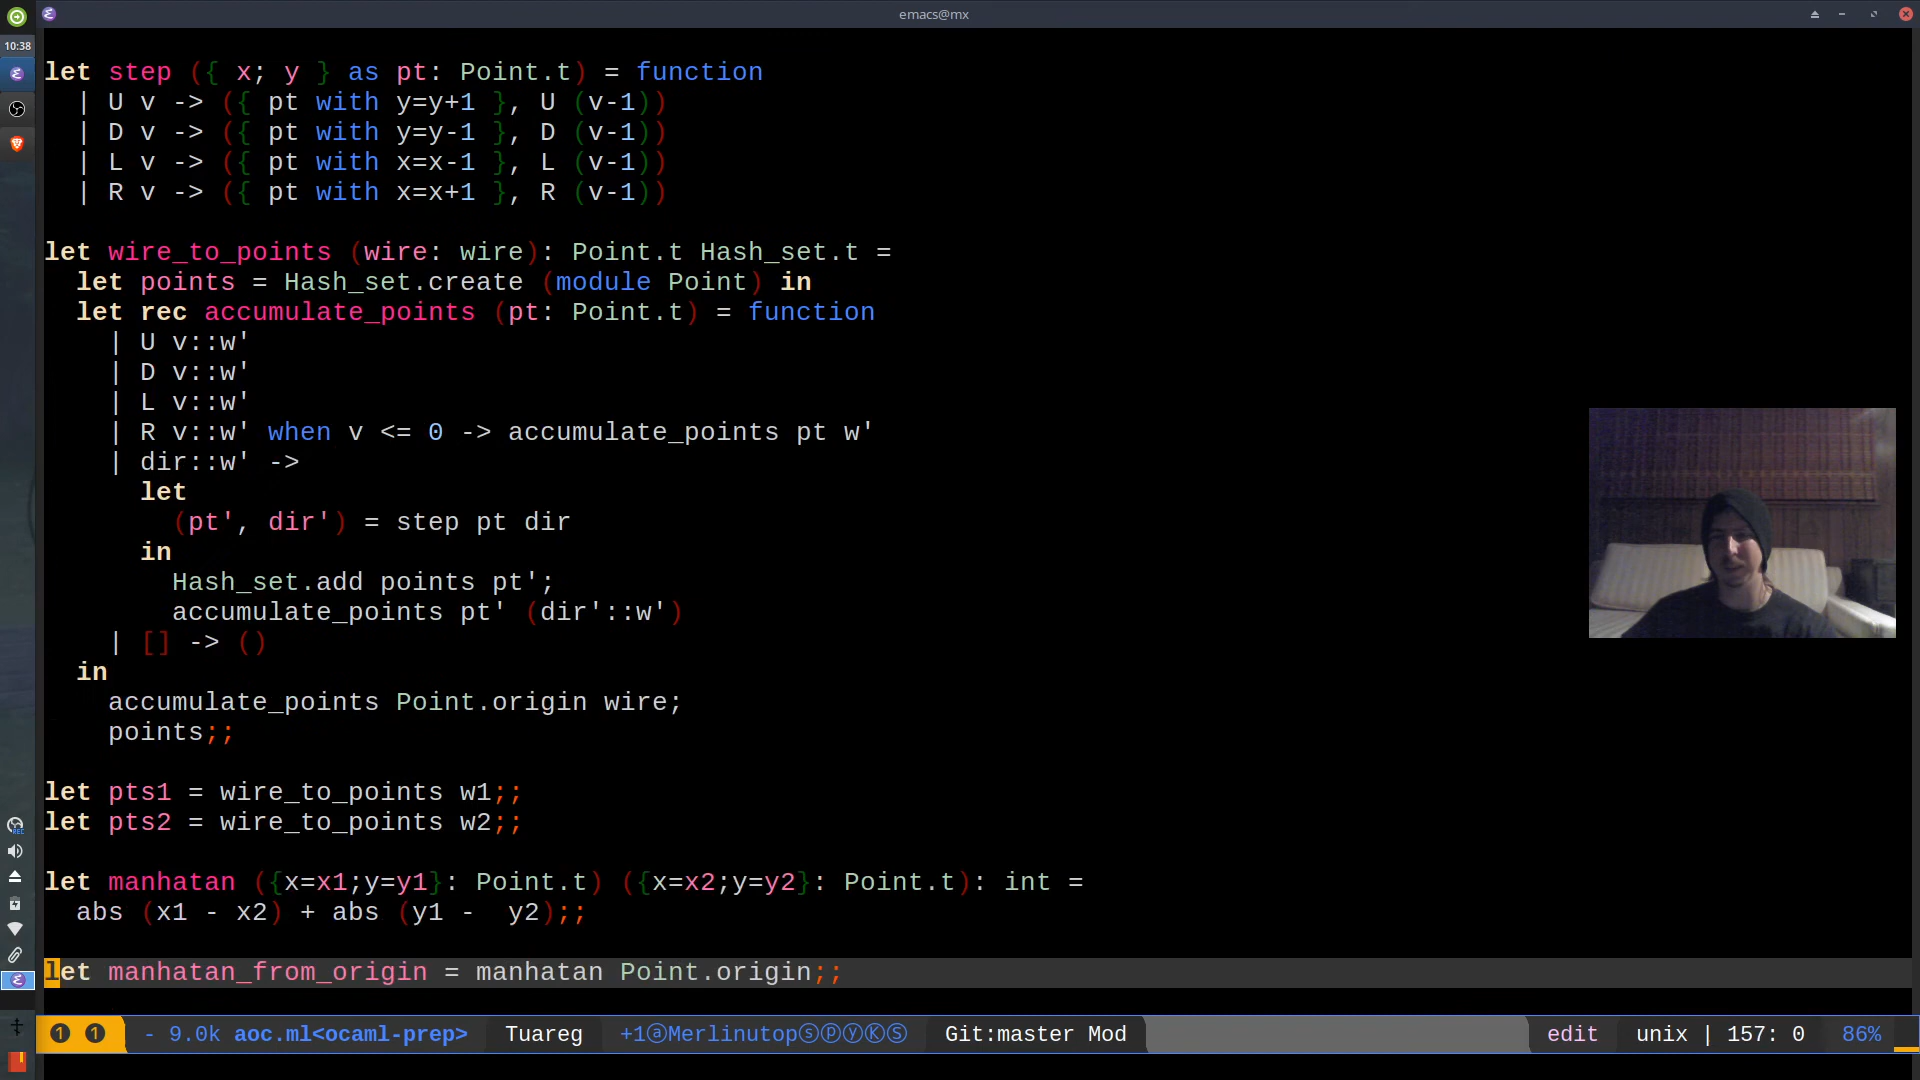 emacs@mx
10:38
let step ({ x; y } as pt: Point.t) = function
  | U v -> ({ pt with y=y+1 }, U (v-1))
  | D v -> ({ pt with y=y-1 }, D (v-1))
  | L v -> ({ pt with x=x-1 }, L (v-1))
  | R v -> ({ pt with x=x+1 }, R (v-1))
let wire_to_points (wire: wire): Point.t Hash_set.t =
  let points = Hash_set.create (module Point) in
  let rec accumulate_points (pt: Point.t) = function
    | U v::w'
    | D v::w'
    | L v::w'
    | R v::w' when v <= 0 -> accumulate_points pt w'
    | dir::w' ->
      let
        (pt', dir') = step pt dir
      in
        Hash_set.add points pt';
        accumulate_points pt' (dir'::w')
    | [] -> ()
  in
    accumulate_points Point.origin wire;
    points;;
let pts1 = wire_to_points w1;;
let pts2 = wire_to_points w2;;
let manhatan ({x=x1;y=y1}: Point.t) ({x=x2;y=y2}: Point.t): int =
  abs (x1 - x2) + abs (y1 -  y2);;
let manhatan_from_origin = manhatan Point.origin;;
❶ ❶ - 9.0k aoc.ml<ocaml-prep> Tuareg +1ⓐMerlinutopⓢⓟⓨⓀⓈ Git:master Mod edit unix | 157: 0 86%